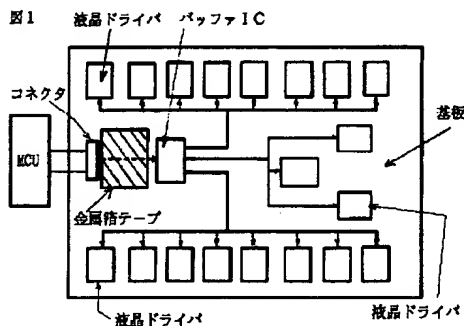 図1
液晶ドライバ
バッファIC
コネクタ
基板
MCU
金属箔テープ
液晶ドライバ
液晶ドライバ